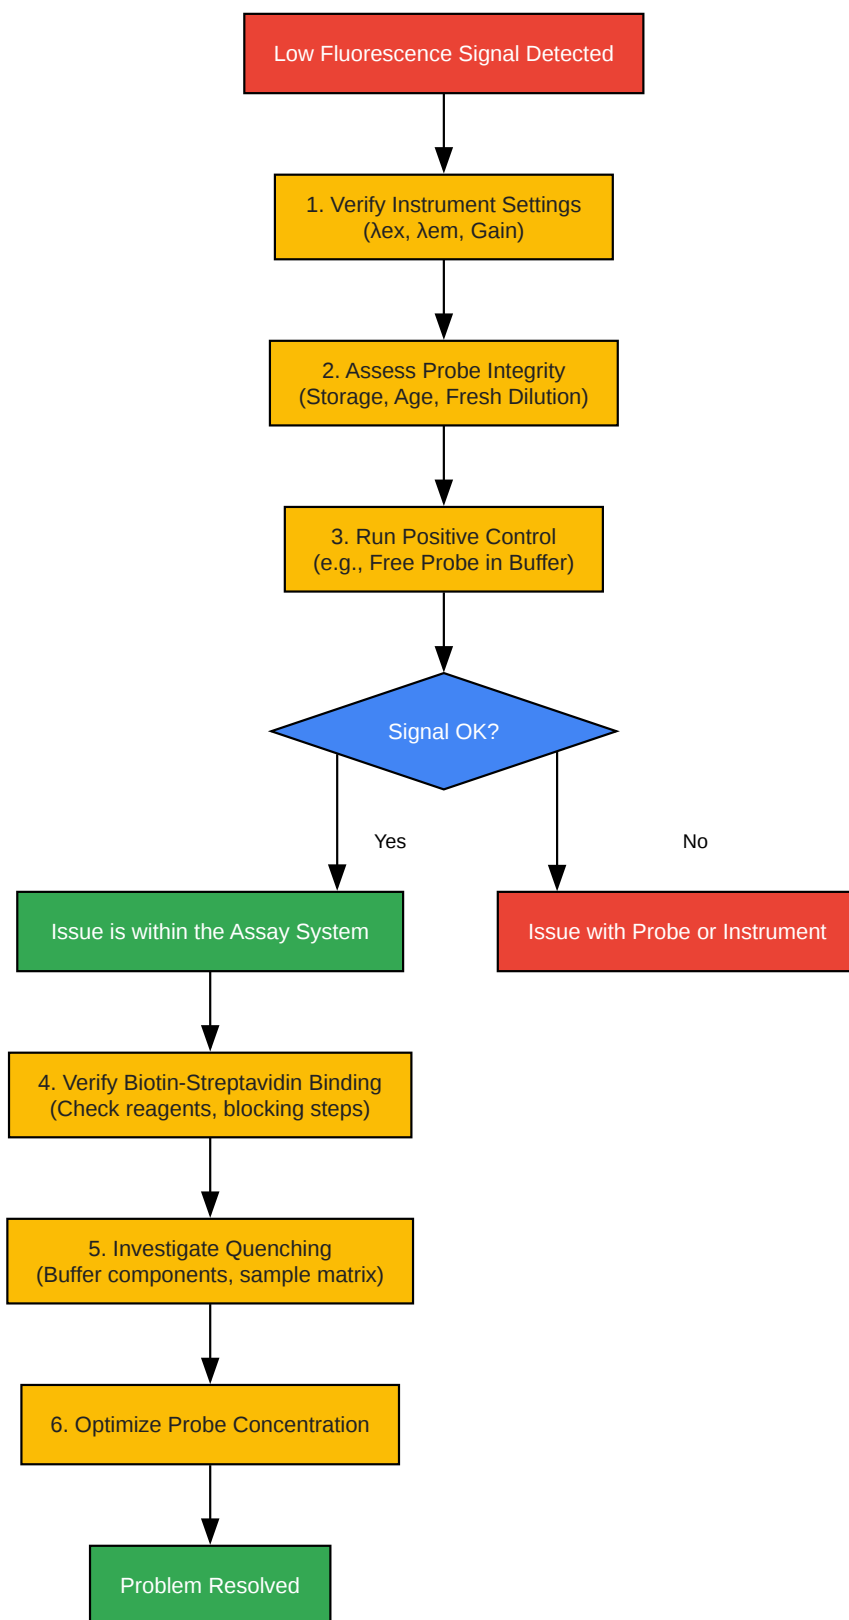 Low Fluorescence Signal Detected
1. Verify Instrument Settings
(λex, λem, Gain)
2. Assess Probe Integrity
(Storage, Age, Fresh Dilution)
3. Run Positive Control
(e.g., Free Probe in Buffer)
Signal OK?
Yes
No
Issue is within the Assay System
Issue with Probe or Instrument
4. Verify Biotin-Streptavidin Binding
(Check reagents, blocking steps)
5. Investigate Quenching
(Buffer components, sample matrix)
6. Optimize Probe Concentration
Problem Resolved